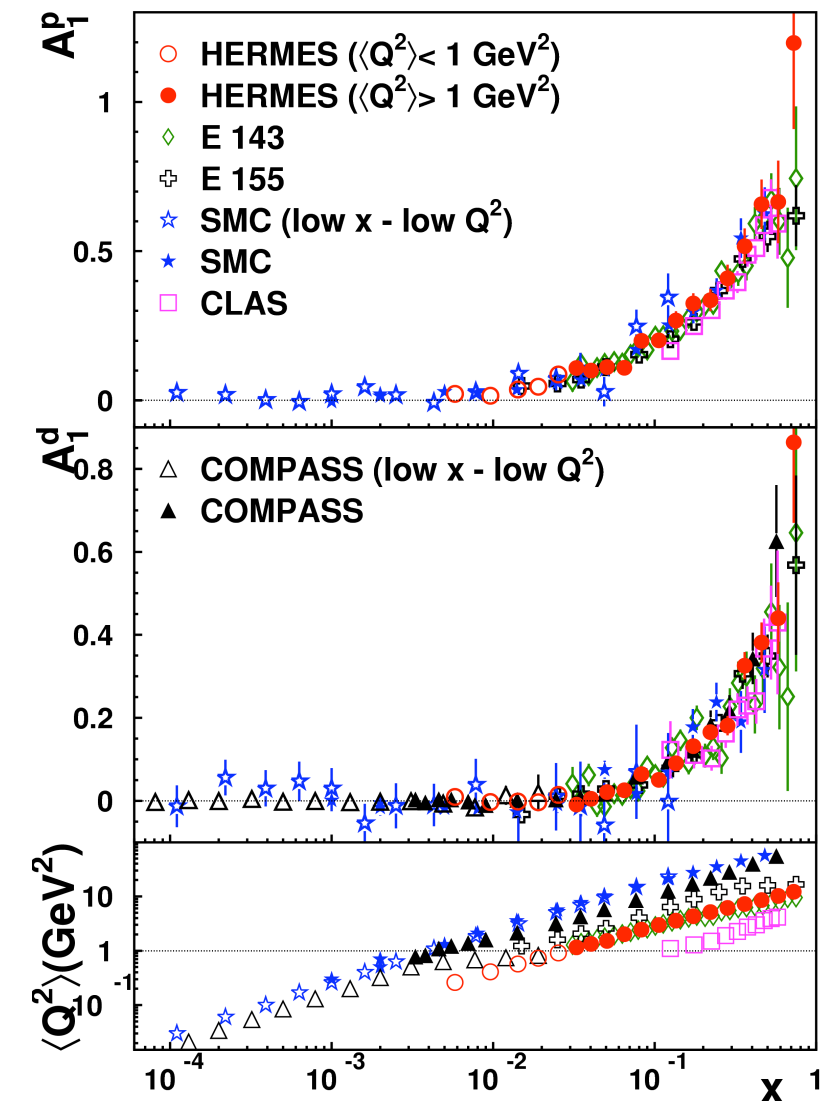 A₁ᵖ
HERMES (⟨Q²⟩< 1 GeV²)
HERMES (⟨Q²⟩> 1 GeV²)
E 143
E 155
SMC (low x - low Q²)
SMC
CLAS
1
0.5
0
A₁ᵈ
COMPASS (low x - low Q²)
COMPASS
0.8
0.6
0.4
0.2
0
⟨Q²⟩(GeV²)
10
1
10⁻¹
10⁻⁴ 10⁻³ 10⁻² 10⁻¹ 1
x